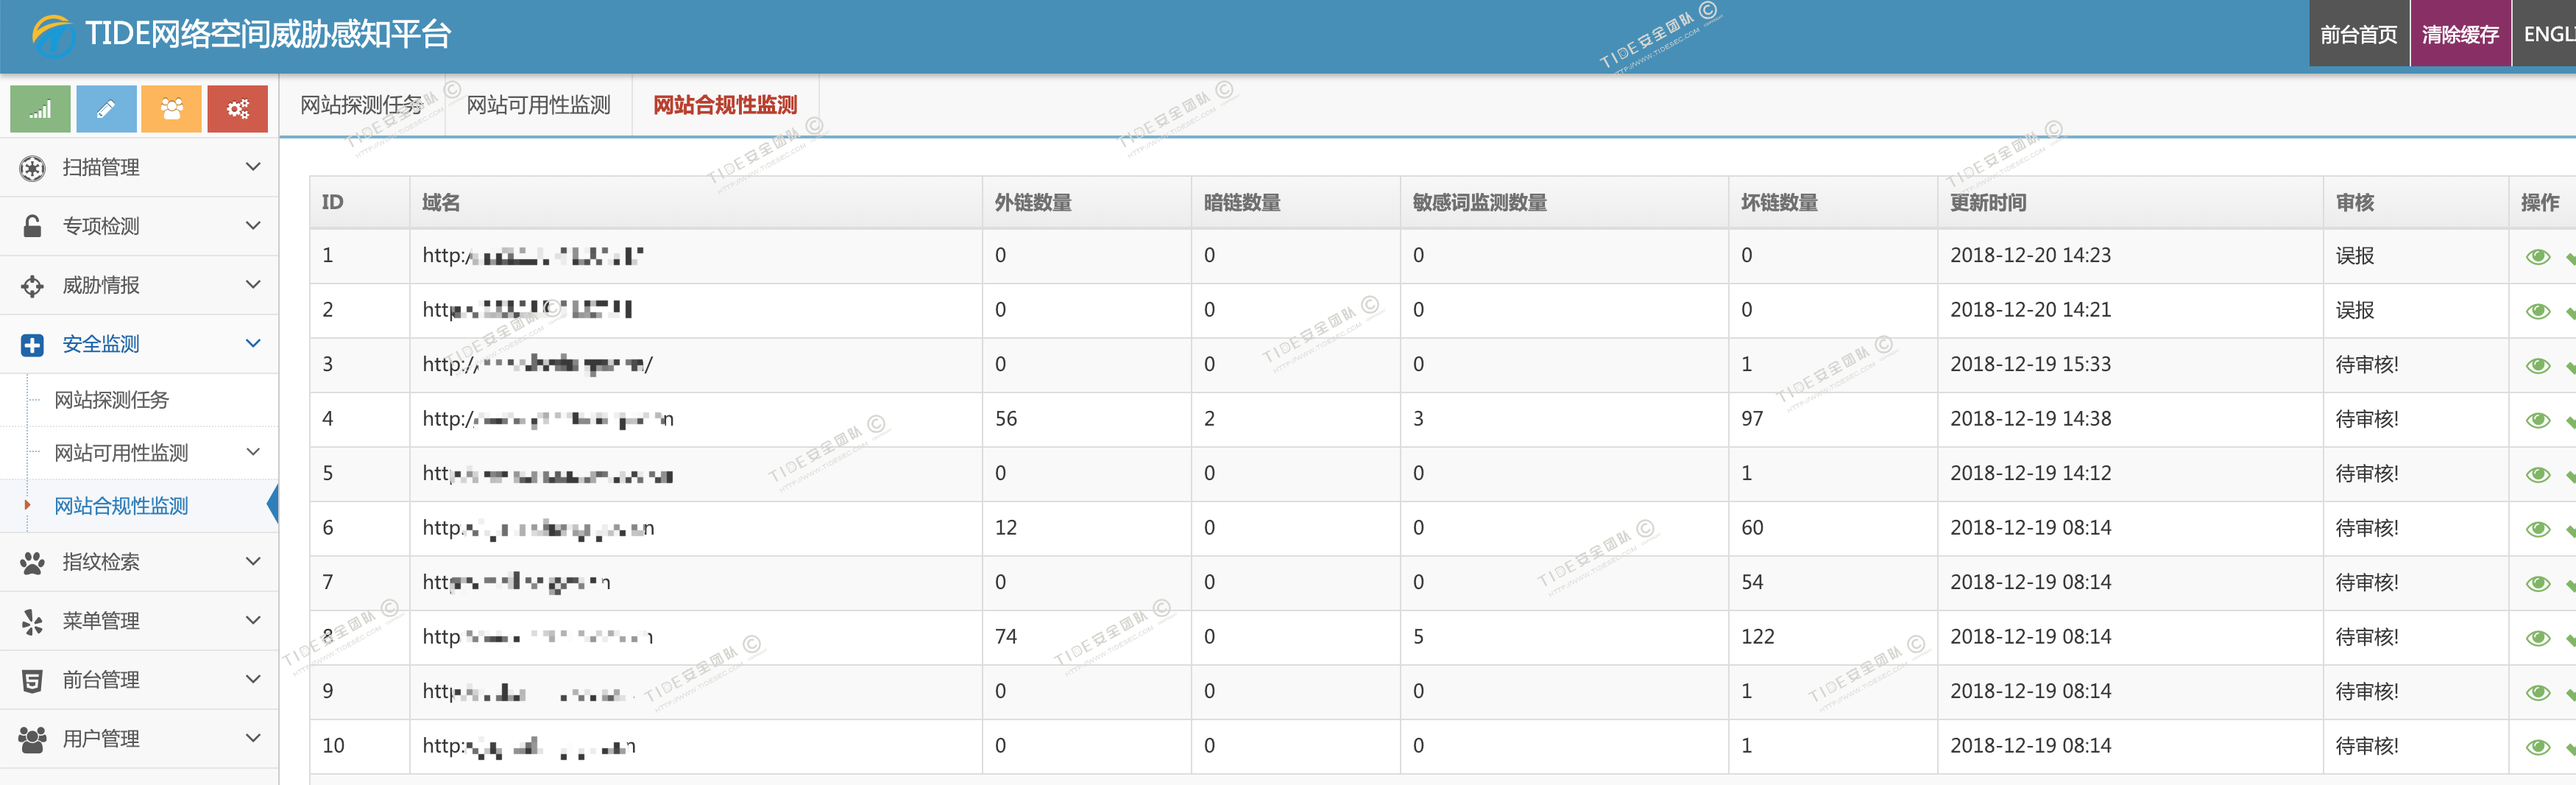 TIDE网络空间威胁感知平台
前台首页 清除缓存 ENGL
网站探测任务 网站可用性监测 网站合规性监测
扫描管理
专项检测
威胁情报
安全监测
网站探测任务
网站可用性监测
网站合规性监测
指纹检索
菜单管理
前台管理
用户管理
ID 域名 外链数量 暗链数量 敏感词监测数量 坏链数量 更新时间 审核 操作
1 http:/ 0 0 0 0 2018-12-20 14:23 误报
2 http 0 0 0 0 2018-12-20 14:21 误报
3 http:// / 0 0 0 1 2018-12-19 15:33 待审核!
4 http:/ n 56 2 3 97 2018-12-19 14:38 待审核!
5 http 0 0 0 1 2018-12-19 14:12 待审核!
6 http: n 12 0 0 60 2018-12-19 08:14 待审核!
7 http n 0 0 0 54 2018-12-19 08:14 待审核!
8 http n 74 0 5 122 2018-12-19 08:14 待审核!
9 http 0 0 0 1 2018-12-19 08:14 待审核!
10 http: n 0 0 0 1 2018-12-19 08:14 待审核!
TIDE安全团队 ©
HTTP://WWW.TIDESEC.COM